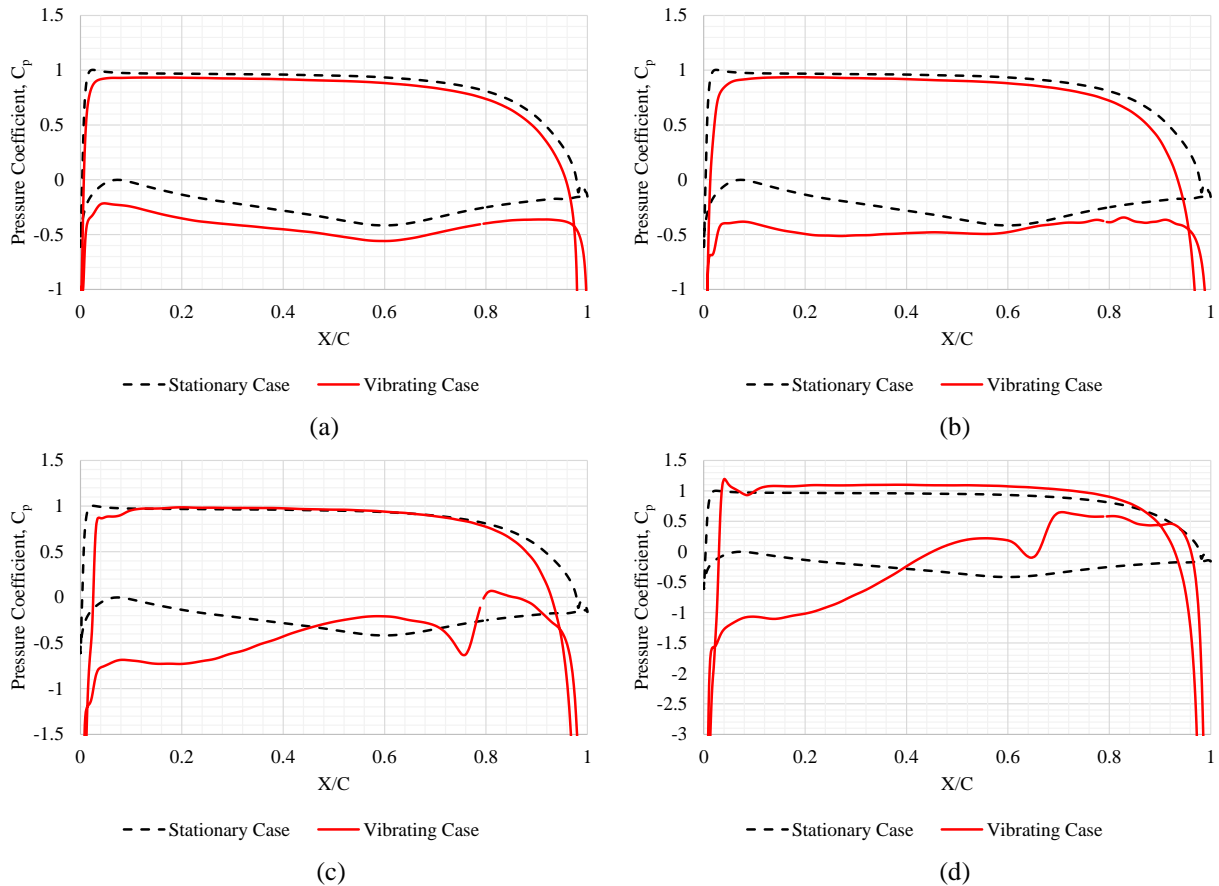 Pressure Coefficient, Cp
1.5
1
0.5
0
-0.5
-1
0 0.2 0.4 0.6 0.8 1
X/C
Stationary Case Vibrating Case
(a)
Pressure Coefficient, Cp
1.5
1
0.5
0
-0.5
-1
0 0.2 0.4 0.6 0.8 1
X/C
Stationary Case Vibrating Case
(b)
Pressure Coefficient, Cp
1.5
1
0.5
0
-0.5
-1
-1.5
0 0.2 0.4 0.6 0.8 1
X/C
Stationary Case Vibrating Case
(c)
Pressure Coefficient, Cp
1.5
1
0.5
0
-0.5
-1
-1.5
-2
-2.5
-3
0 0.2 0.4 0.6 0.8 1
X/C
Stationary Case Vibrating Case
(d)